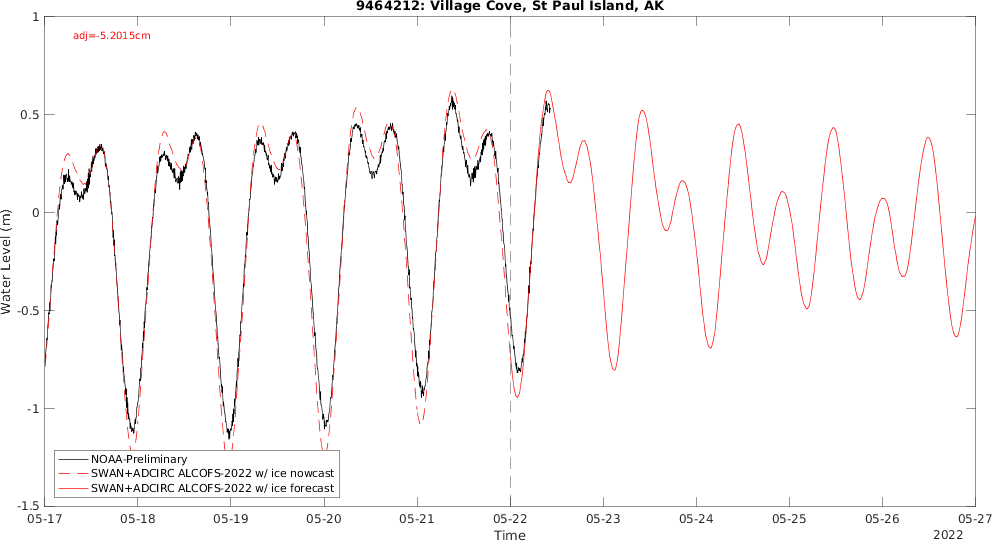 9464212: Village Cove, St Paul Island, AK
adj=-5.2015cm
Water Level (m)
1
0.5
0
-0.5
-1
-1.5
NOAA-Preliminary
SWAN+ADCIRC ALCOFS-2022 w/ ice nowcast
SWAN+ADCIRC ALCOFS-2022 w/ ice forecast
05-17 05-18 05-19 05-20 05-21 05-22 05-23 05-24 05-25 05-26 05-27
Time
2022